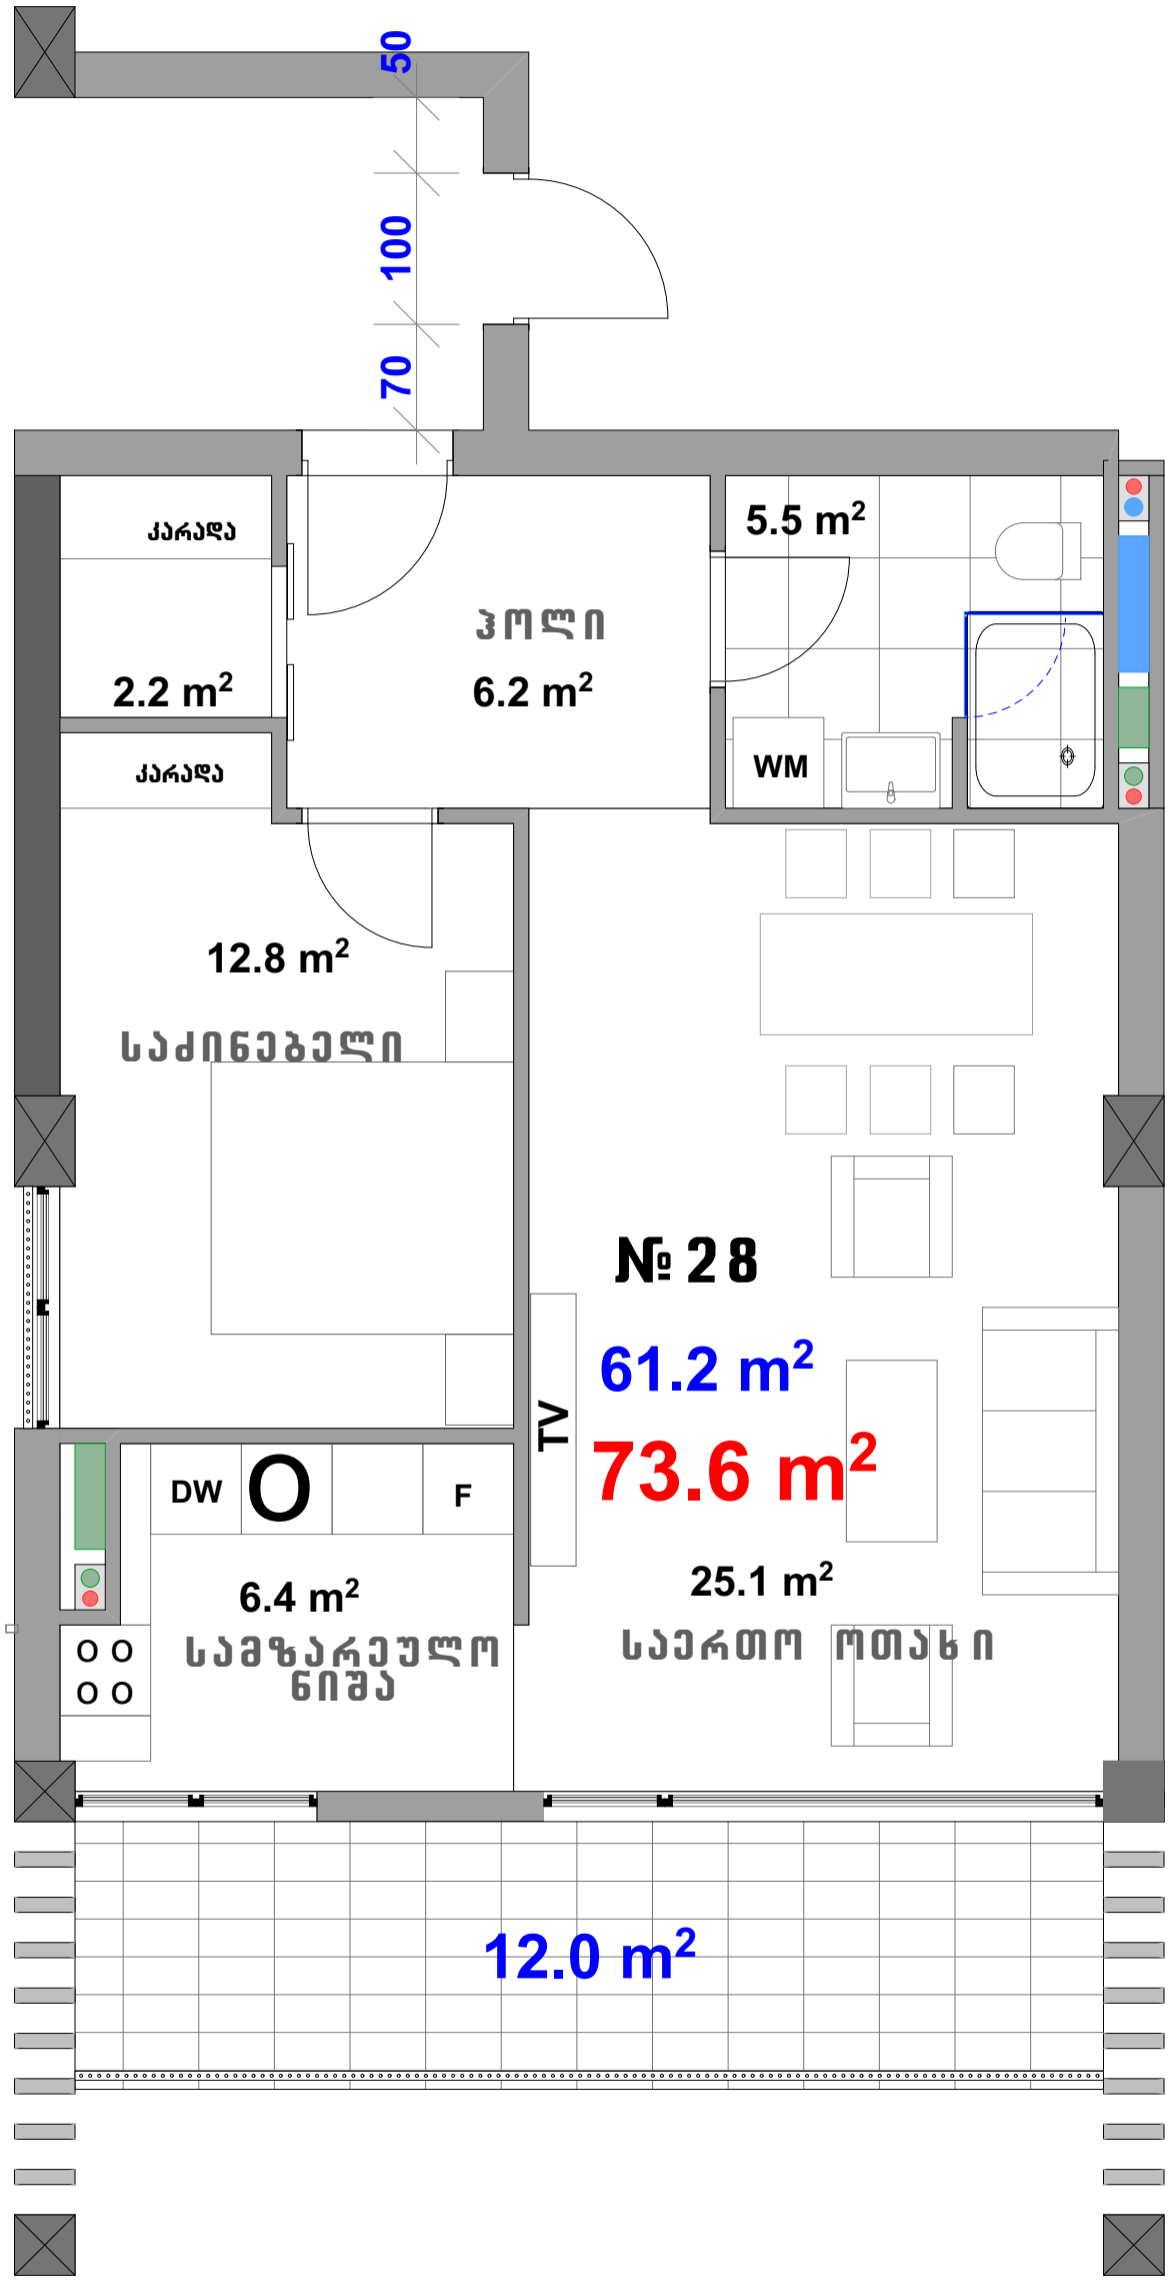 50
100
70
კარადა
5.5 m²
ჰოლი
2.2 m²
6.2 m²
კარადა
WM
12.8 m²
საძინებელი
№ 28
61.2 m²
TV
73.6 m²
DW
O
F
6.4 m²
25.1 m²
სამზარეულო
ნიშა
საერთო ოთახი
12.0 m²